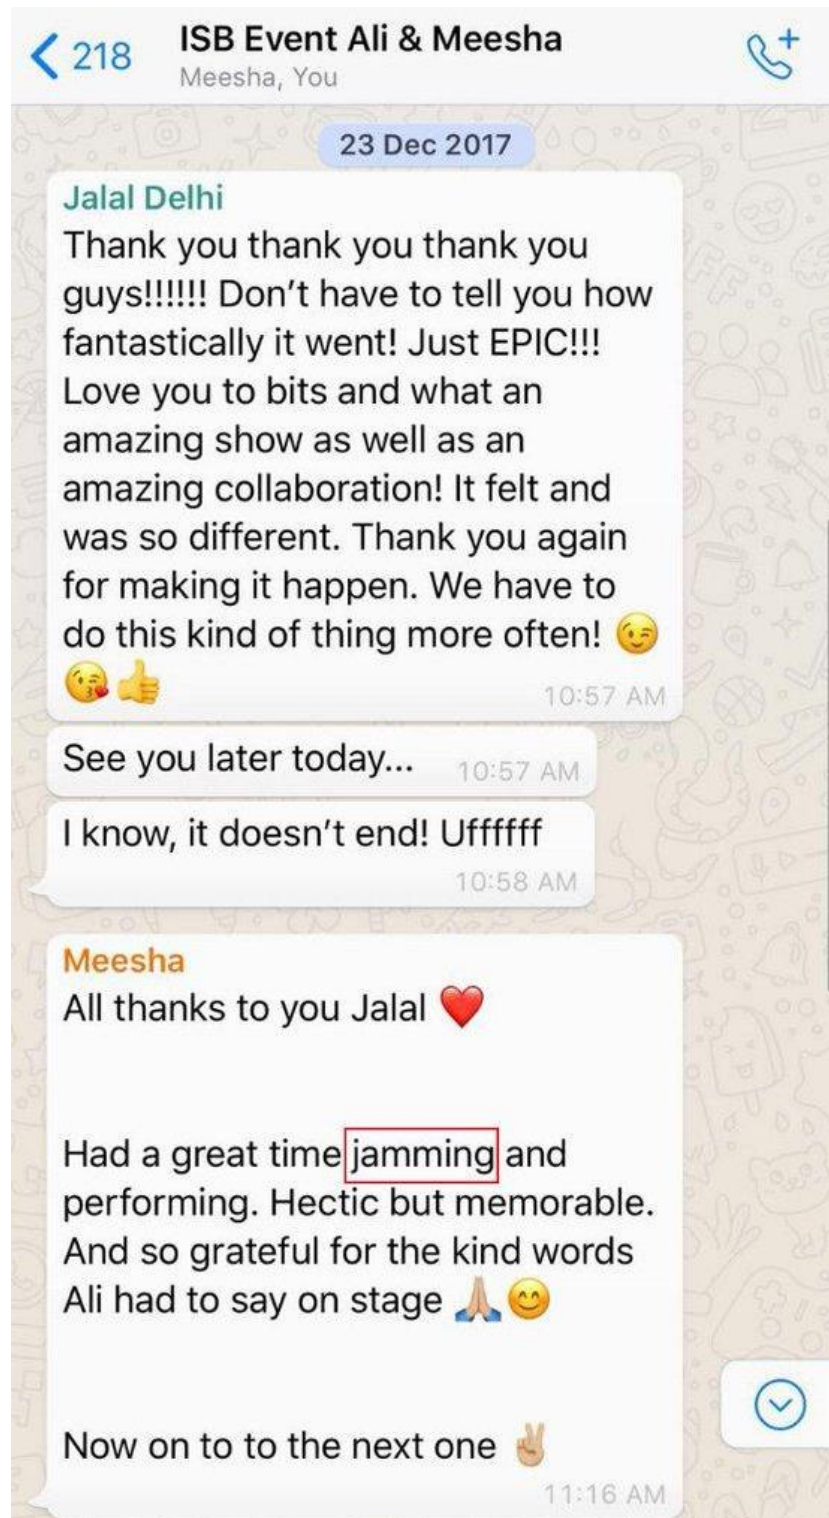 218
ISB Event Ali & Meesha
Meesha, You
23 Dec 2017
Jalal Delhi
Thank you thank you thank you
guys!!!!!! Don't have to tell you how
fantastically it went! Just EPIC!!!
Love you to bits and what an
amazing show as well as an
amazing collaboration! It felt and
was so different. Thank you again
for making it happen. We have to
do this kind of thing more often! 😉
😘👍
10:57 AM
See you later today... 10:57 AM
I know, it doesn't end! Uffffff
10:58 AM
Meesha
All thanks to you Jalal ❤️
Had a great time jamming and
performing. Hectic but memorable.
And so grateful for the kind words
Ali had to say on stage 🙏🏼😊
Now on to to the next one ✌🏼
11:16 AM